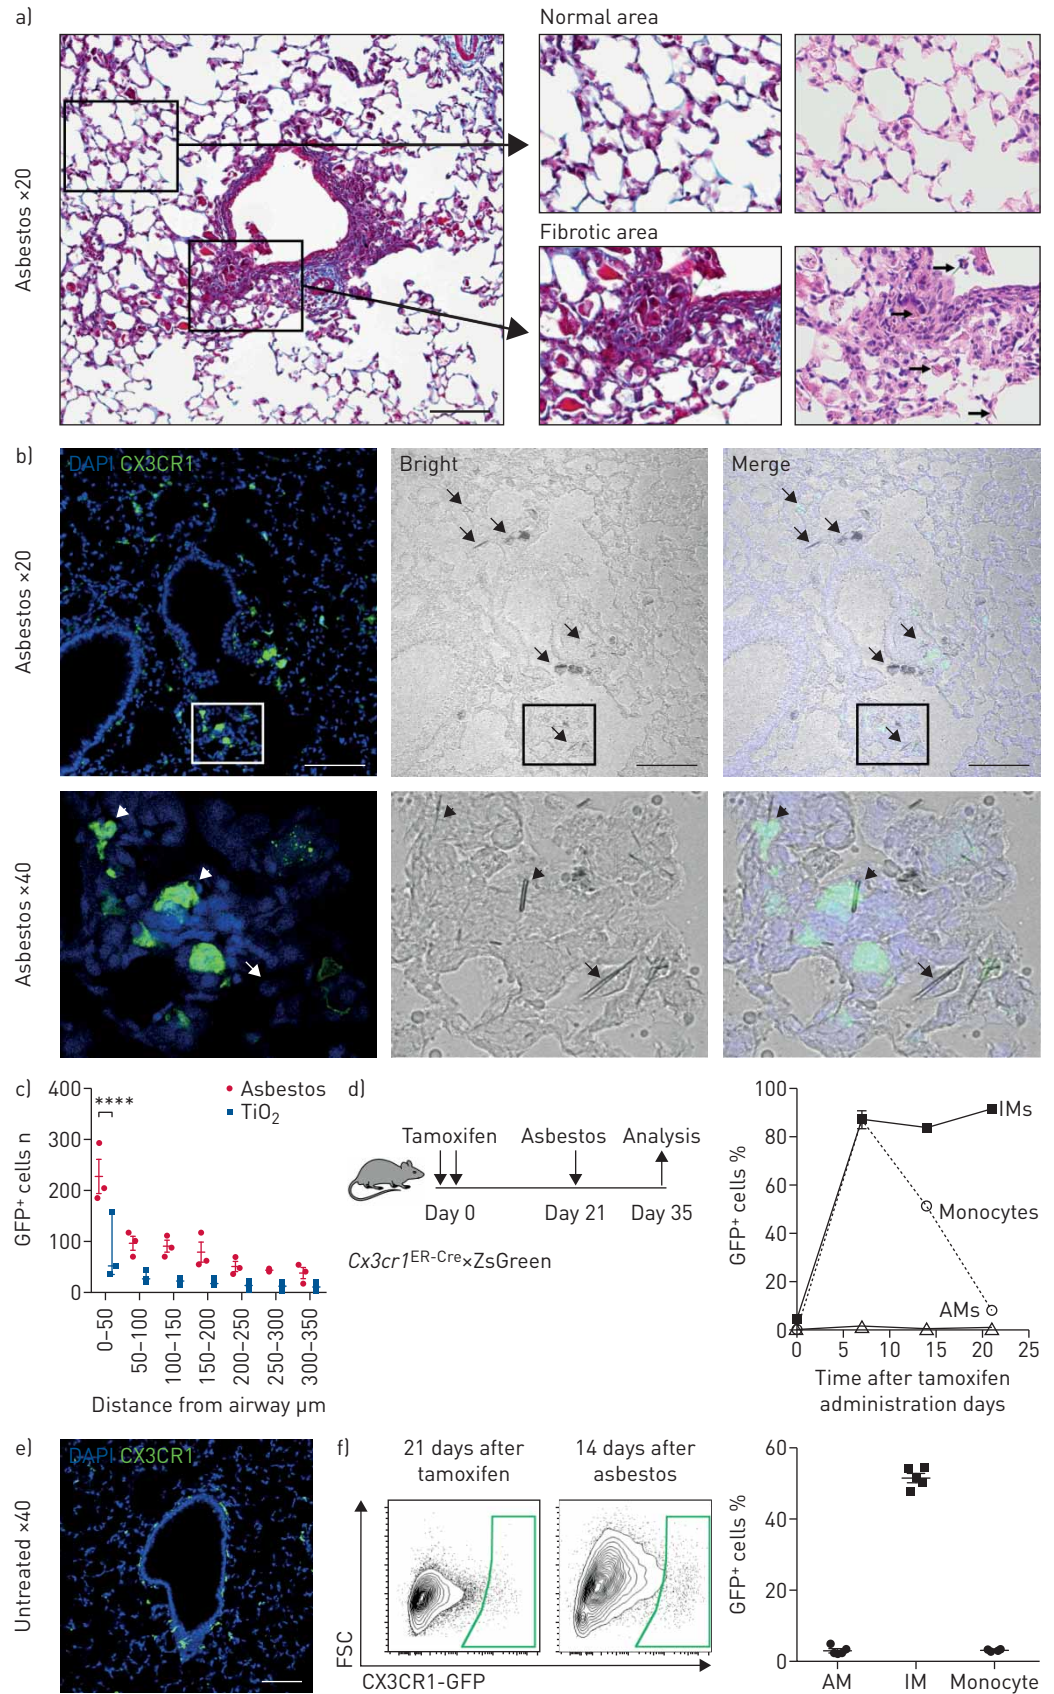 a)
Asbestos ×20
Normal area
Fibrotic area
b)
Asbestos ×20
DAPI CX3CR1
Bright
Merge
Asbestos ×40
c)
GFP+ cells n
400
300
200
100
0
****
Asbestos
TiO2
0–50
50–100
100–150
150–200
200–250
250–300
300–350
Distance from airway µm
d)
Tamoxifen
Asbestos
Analysis
Day 0
Day 21
Day 35
Cx3cr1ER-Cre×ZsGreen
GFP+ cells %
100
80
60
40
20
0
IMs
Monocytes
AMs
0 5 10 15 20 25
Time after tamoxifen
administration days
e)
Untreated ×40
DAPI CX3CR1
f)
21 days after
tamoxifen
14 days after
asbestos
FSC
CX3CR1-GFP
GFP+ cells %
60
40
20
0
AM IM Monocyte